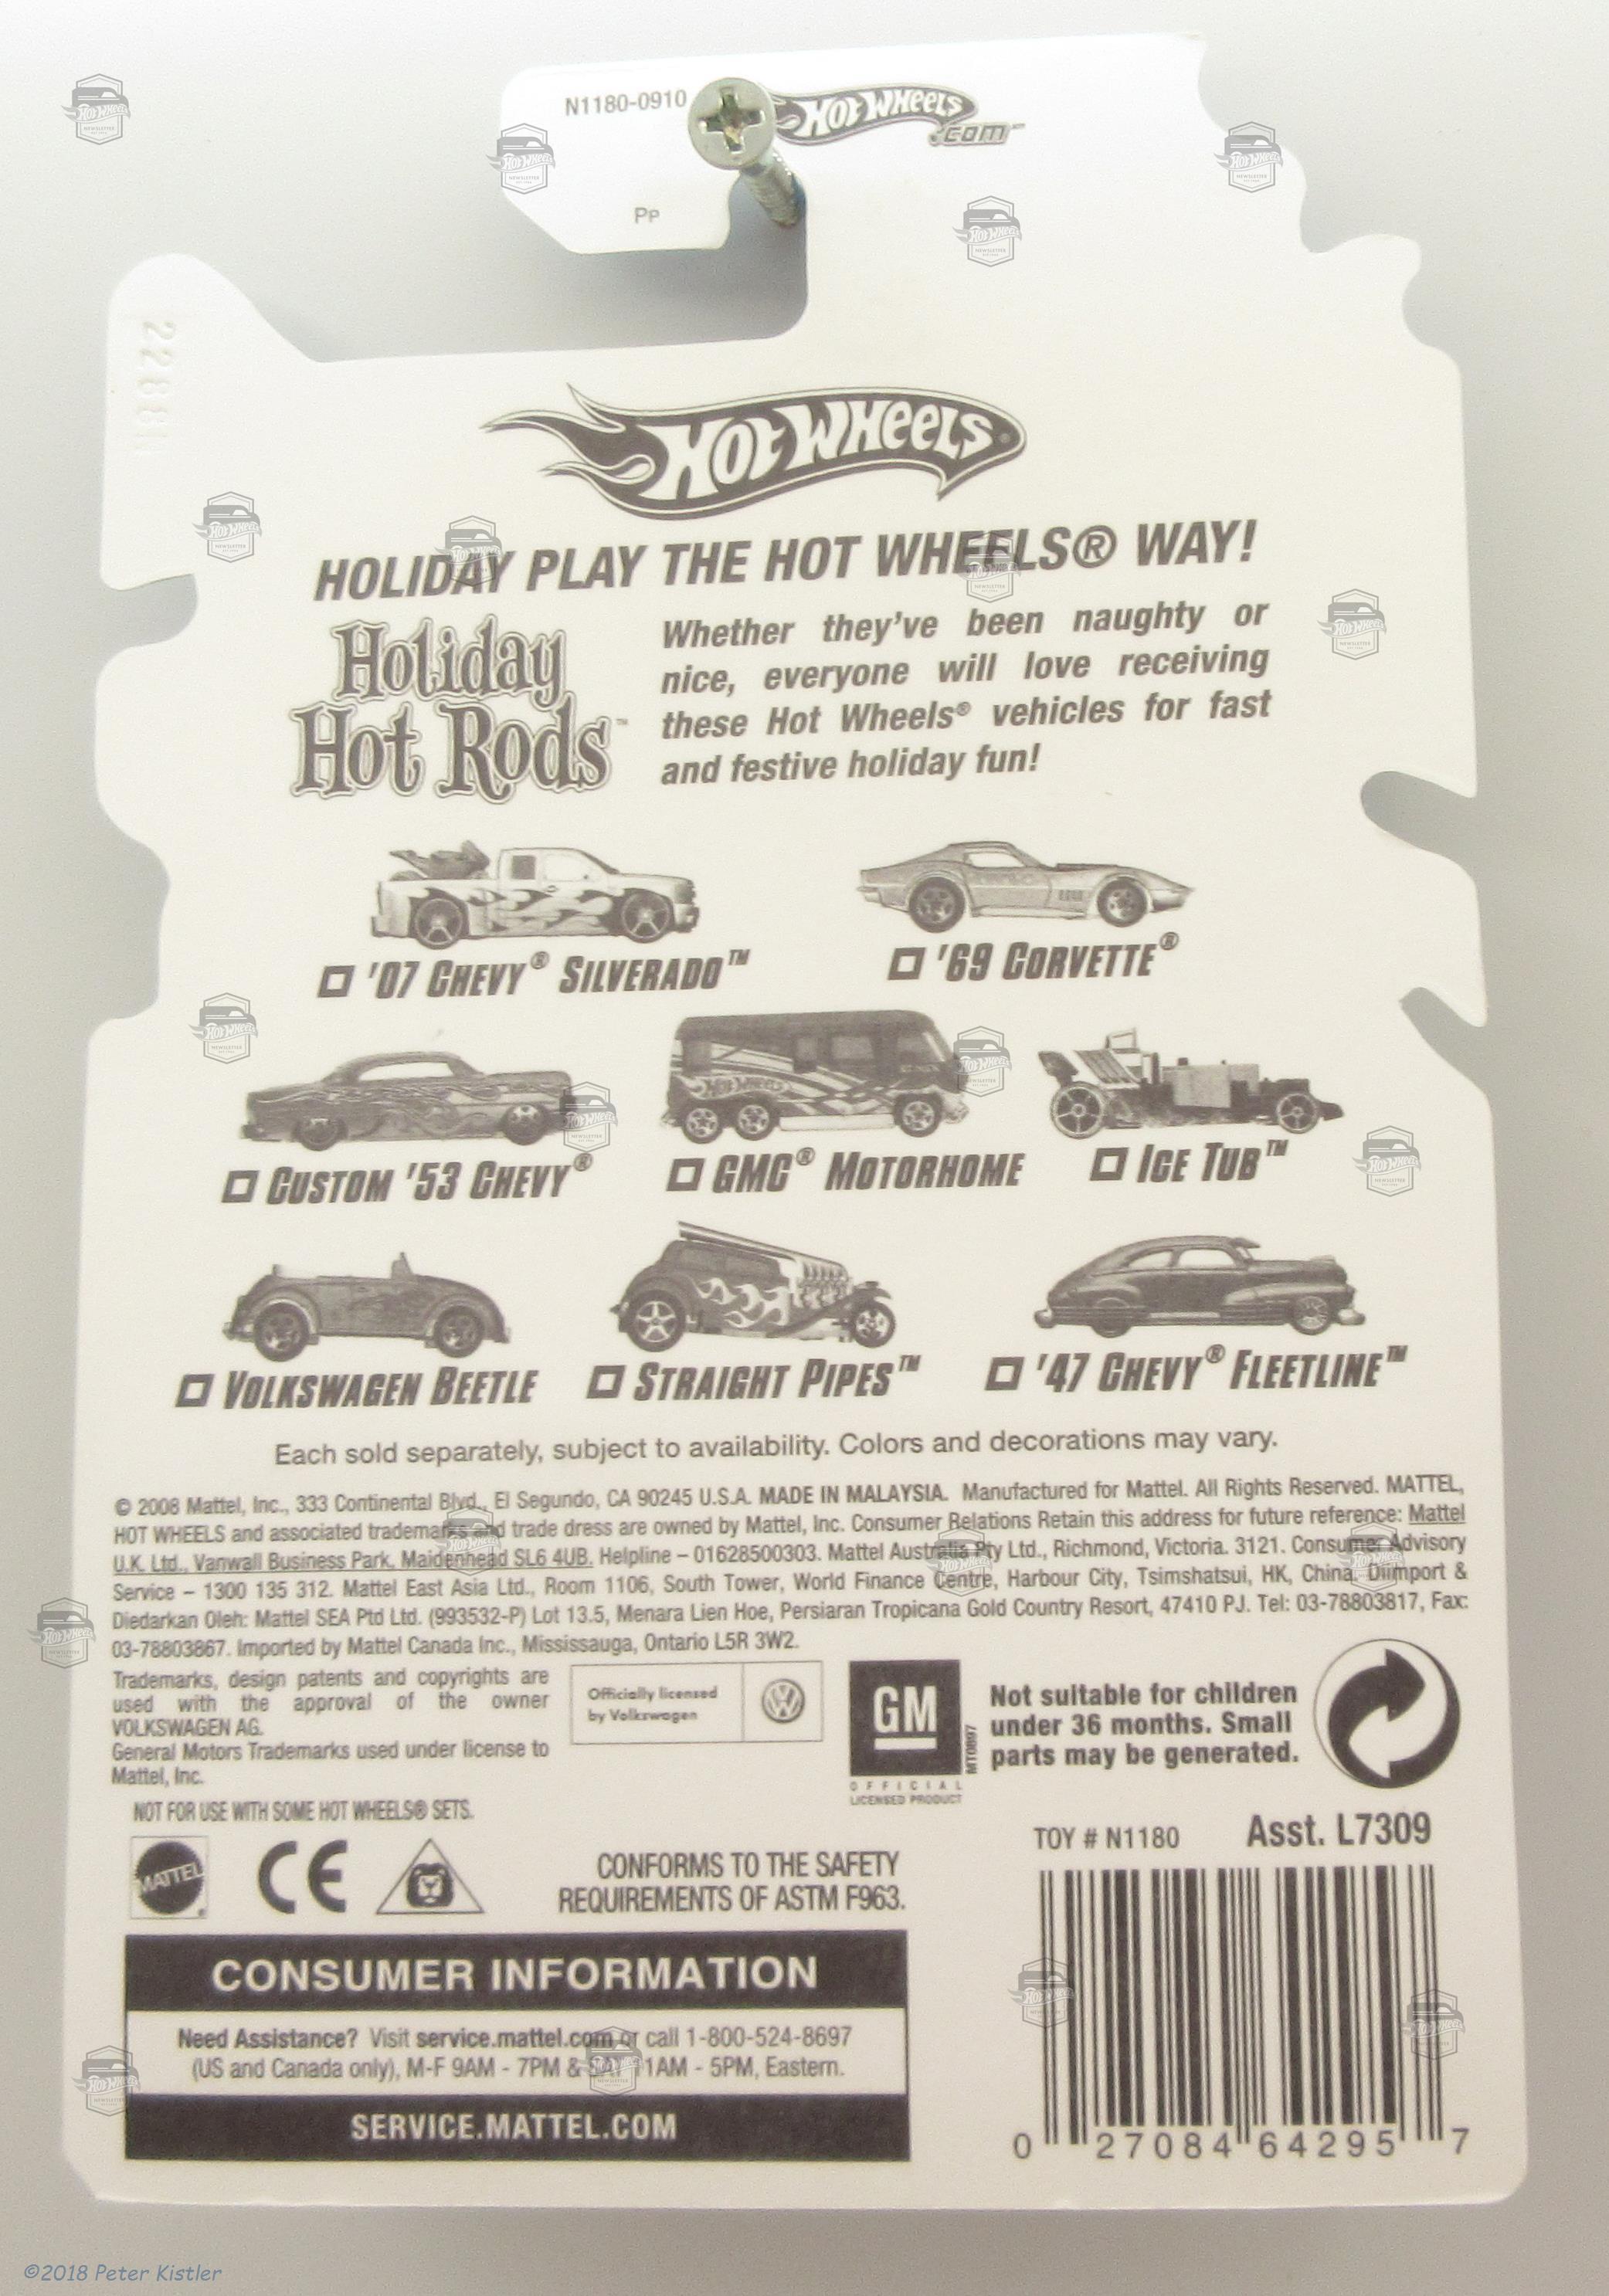 N1180-0910
HOT WHEELS
.COM™
Pp
HOT WHEELS®
HOLIDAY PLAY THE HOT WHEELS® WAY!
Holiday
Hot Rods™
Whether they've been naughty or
nice, everyone will love receiving
these Hot Wheels® vehicles for fast
and festive holiday fun!
'07 CHEVY® SILVERADO™
'69 CORVETTE®
CUSTOM '53 CHEVY®
GMC® MOTORHOME
ICE TUB™
VOLKSWAGEN BEETLE
STRAIGHT PIPES™
'47 CHEVY® FLEETLINE™
Each sold separately, subject to availability. Colors and decorations may vary.
© 2008 Mattel, Inc., 333 Continental Blvd., El Segundo, CA 90245 U.S.A. MADE IN MALAYSIA. Manufactured for Mattel. All Rights Reserved. MATTEL,
HOT WHEELS and associated trademarks and trade dress are owned by Mattel, Inc. Consumer Relations Retain this address for future reference: Mattel
U.K. Ltd., Vanwall Business Park, Maidenhead SL6 4UB. Helpline – 01628500303. Mattel Australia Pty Ltd., Richmond, Victoria. 3121. Consumer Advisory
Service – 1300 135 312. Mattel East Asia Ltd., Room 1106, South Tower, World Finance Centre, Harbour City, Tsimshatsui, HK, China. Diimport &
Diedarkan Oleh: Mattel SEA Ptd Ltd. (993532-P) Lot 13.5, Menara Lien Hoe, Persiaran Tropicana Gold Country Resort, 47410 PJ. Tel: 03-78803817, Fax:
03-78803867. Imported by Mattel Canada Inc., Mississauga, Ontario L5R 3W2.
Trademarks, design patents and copyrights are
used with the approval of the owner
VOLKSWAGEN AG.
General Motors Trademarks used under license to
Mattel, Inc.
Officially licensed
by Volkswagen
GM
MT0897
OFFICIAL
LICENSED PRODUCT
Not suitable for children
under 36 months. Small
parts may be generated.
NOT FOR USE WITH SOME HOT WHEELS® SETS.
MATTEL
CE
CONFORMS TO THE SAFETY
REQUIREMENTS OF ASTM F963.
TOY # N1180
Asst. L7309
CONSUMER INFORMATION
Need Assistance? Visit service.mattel.com or call 1-800-524-8697
(US and Canada only), M-F 9AM - 7PM & SAT 11AM - 5PM, Eastern.
SERVICE.MATTEL.COM
0 27084 64295 7
©2018 Peter Kistler